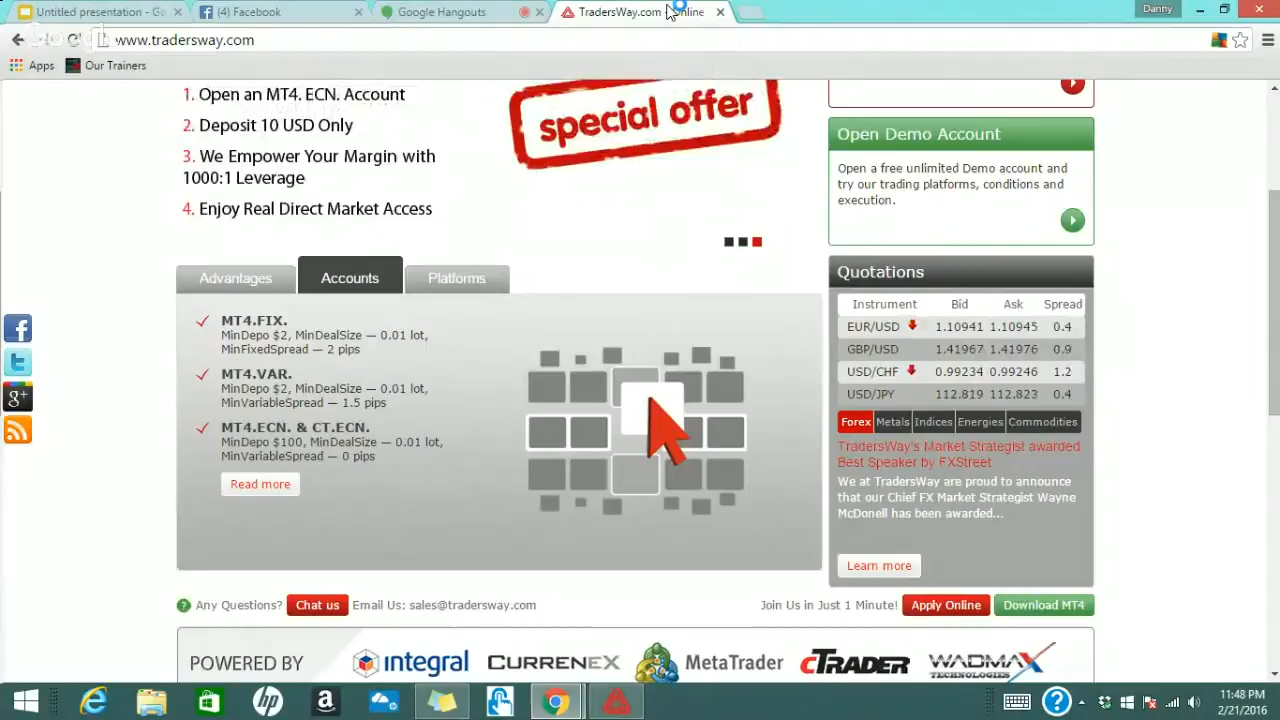 Untitled presentation - Go
(4) Facebook
Google Hangouts
TradersWay.com
nline
Danny
www.tradersway.com
Apps
Our Trainers
1. Open an MT4. ECN. Account
2. Deposit 10 USD Only
3. We Empower Your Margin with
1000:1 Leverage
4. Enjoy Real Direct Market Access
special offer
Open Demo Account
Open a free unlimited Demo account and
try our trading platforms, conditions and
execution.
Advantages
Accounts
Platforms
MT4.FIX.
MinDepo $2, MinDealSize — 0.01 lot,
MinFixedSpread — 2 pips
MT4.VAR.
MinDepo $2, MinDealSize — 0.01 lot,
MinVariableSpread — 1.5 pips
MT4.ECN. & CT.ECN.
MinDepo $100, MinDealSize — 0.01 lot,
MinVariableSpread — 0 pips
Read more
Quotations
Instrument Bid Ask Spread
EUR/USD 1.10941 1.10945 0.4
GBP/USD 1.41967 1.41976 0.9
USD/CHF 0.99234 0.99246 1.2
USD/JPY 112.819 112.823 0.4
Forex Metals Indices Energies Commodities
TradersWay's Market Strategist awarded
Best Speaker by FXStreet
We at TradersWay are proud to announce
that our Chief FX Market Strategist Wayne
McDonell has been awarded...
Learn more
Any Questions? Chat us Email Us: sales@tradersway.com
Join Us in Just 1 Minute! Apply Online Download MT4
POWERED BY
integral
CURRENEX
MetaTrader
cTRADER
WADMAX
TECHNOLOGIES
11:48 PM
2/21/2016